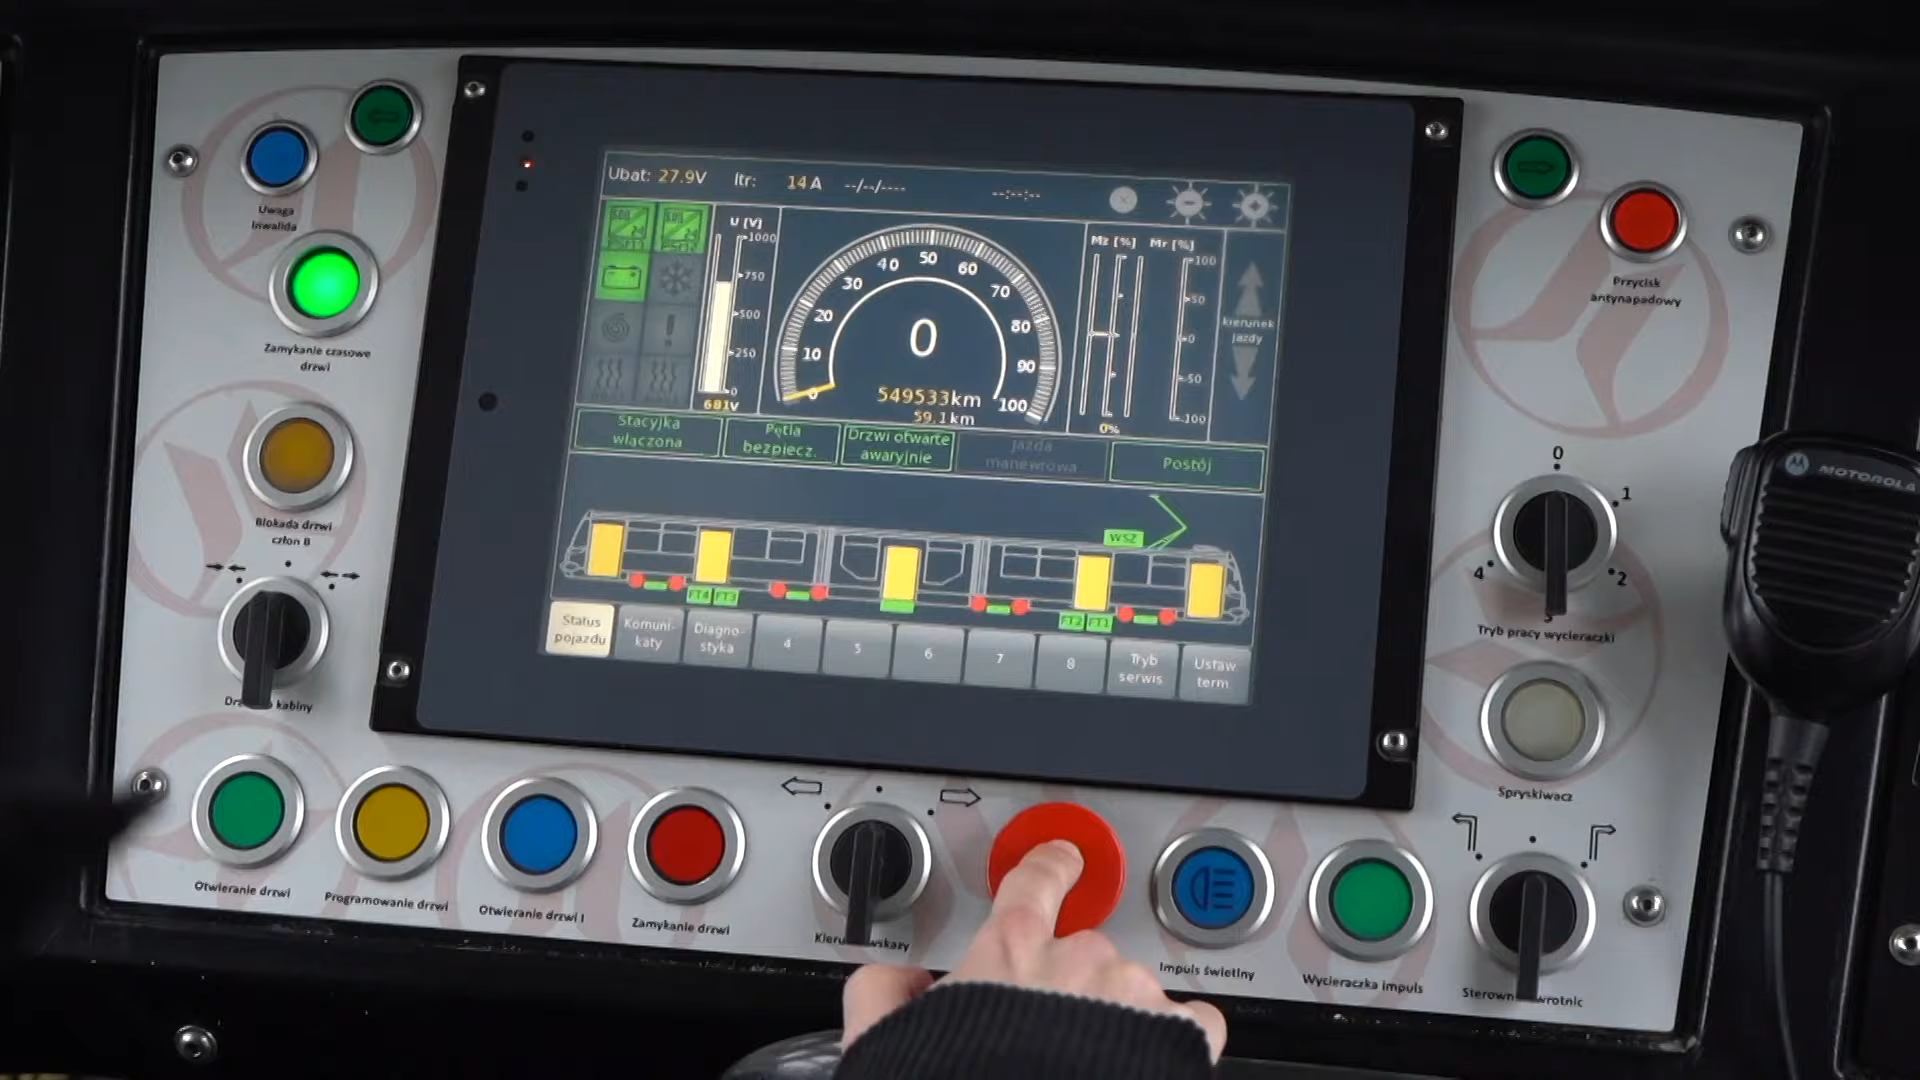 Ubat: 27.9V Itr: 14 A --/--/---- --:--:--
U [V]
1000
750
500
250
0
681V
0 10 20 30 40 50 60 70 80 90 100
0
549533km
59.1km
Mz [%] Mr [%]
100
50
0
-50
-100
0%
kierunek
jazdy
Stacyjka
włączona
Pętla
bezpiecz.
Drzwi otwarte
awaryjnie
Jazda
manewrowa
Postój
WSZ
FT4 FT3
FT2 FT1
Status
pojazdu
Komuni-
katy
Diagno-
styka
4
5
6
7
8
Tryb
serwis
Ustaw
term.
Uwaga
Inwalida
Zamykanie czasowe
drzwi
Blokada drzwi
człon B
kabiny
Przycisk
antynapadowy
0
1
2
3
4
Tryb pracy wycieraczki
MOTOROLA
Spryskiwacz
Otwieranie drzwi
Programowanie drzwi
Otwieranie drzwi I
Zamykanie drzwi
Impuls świetlny
Wycieraczka impuls